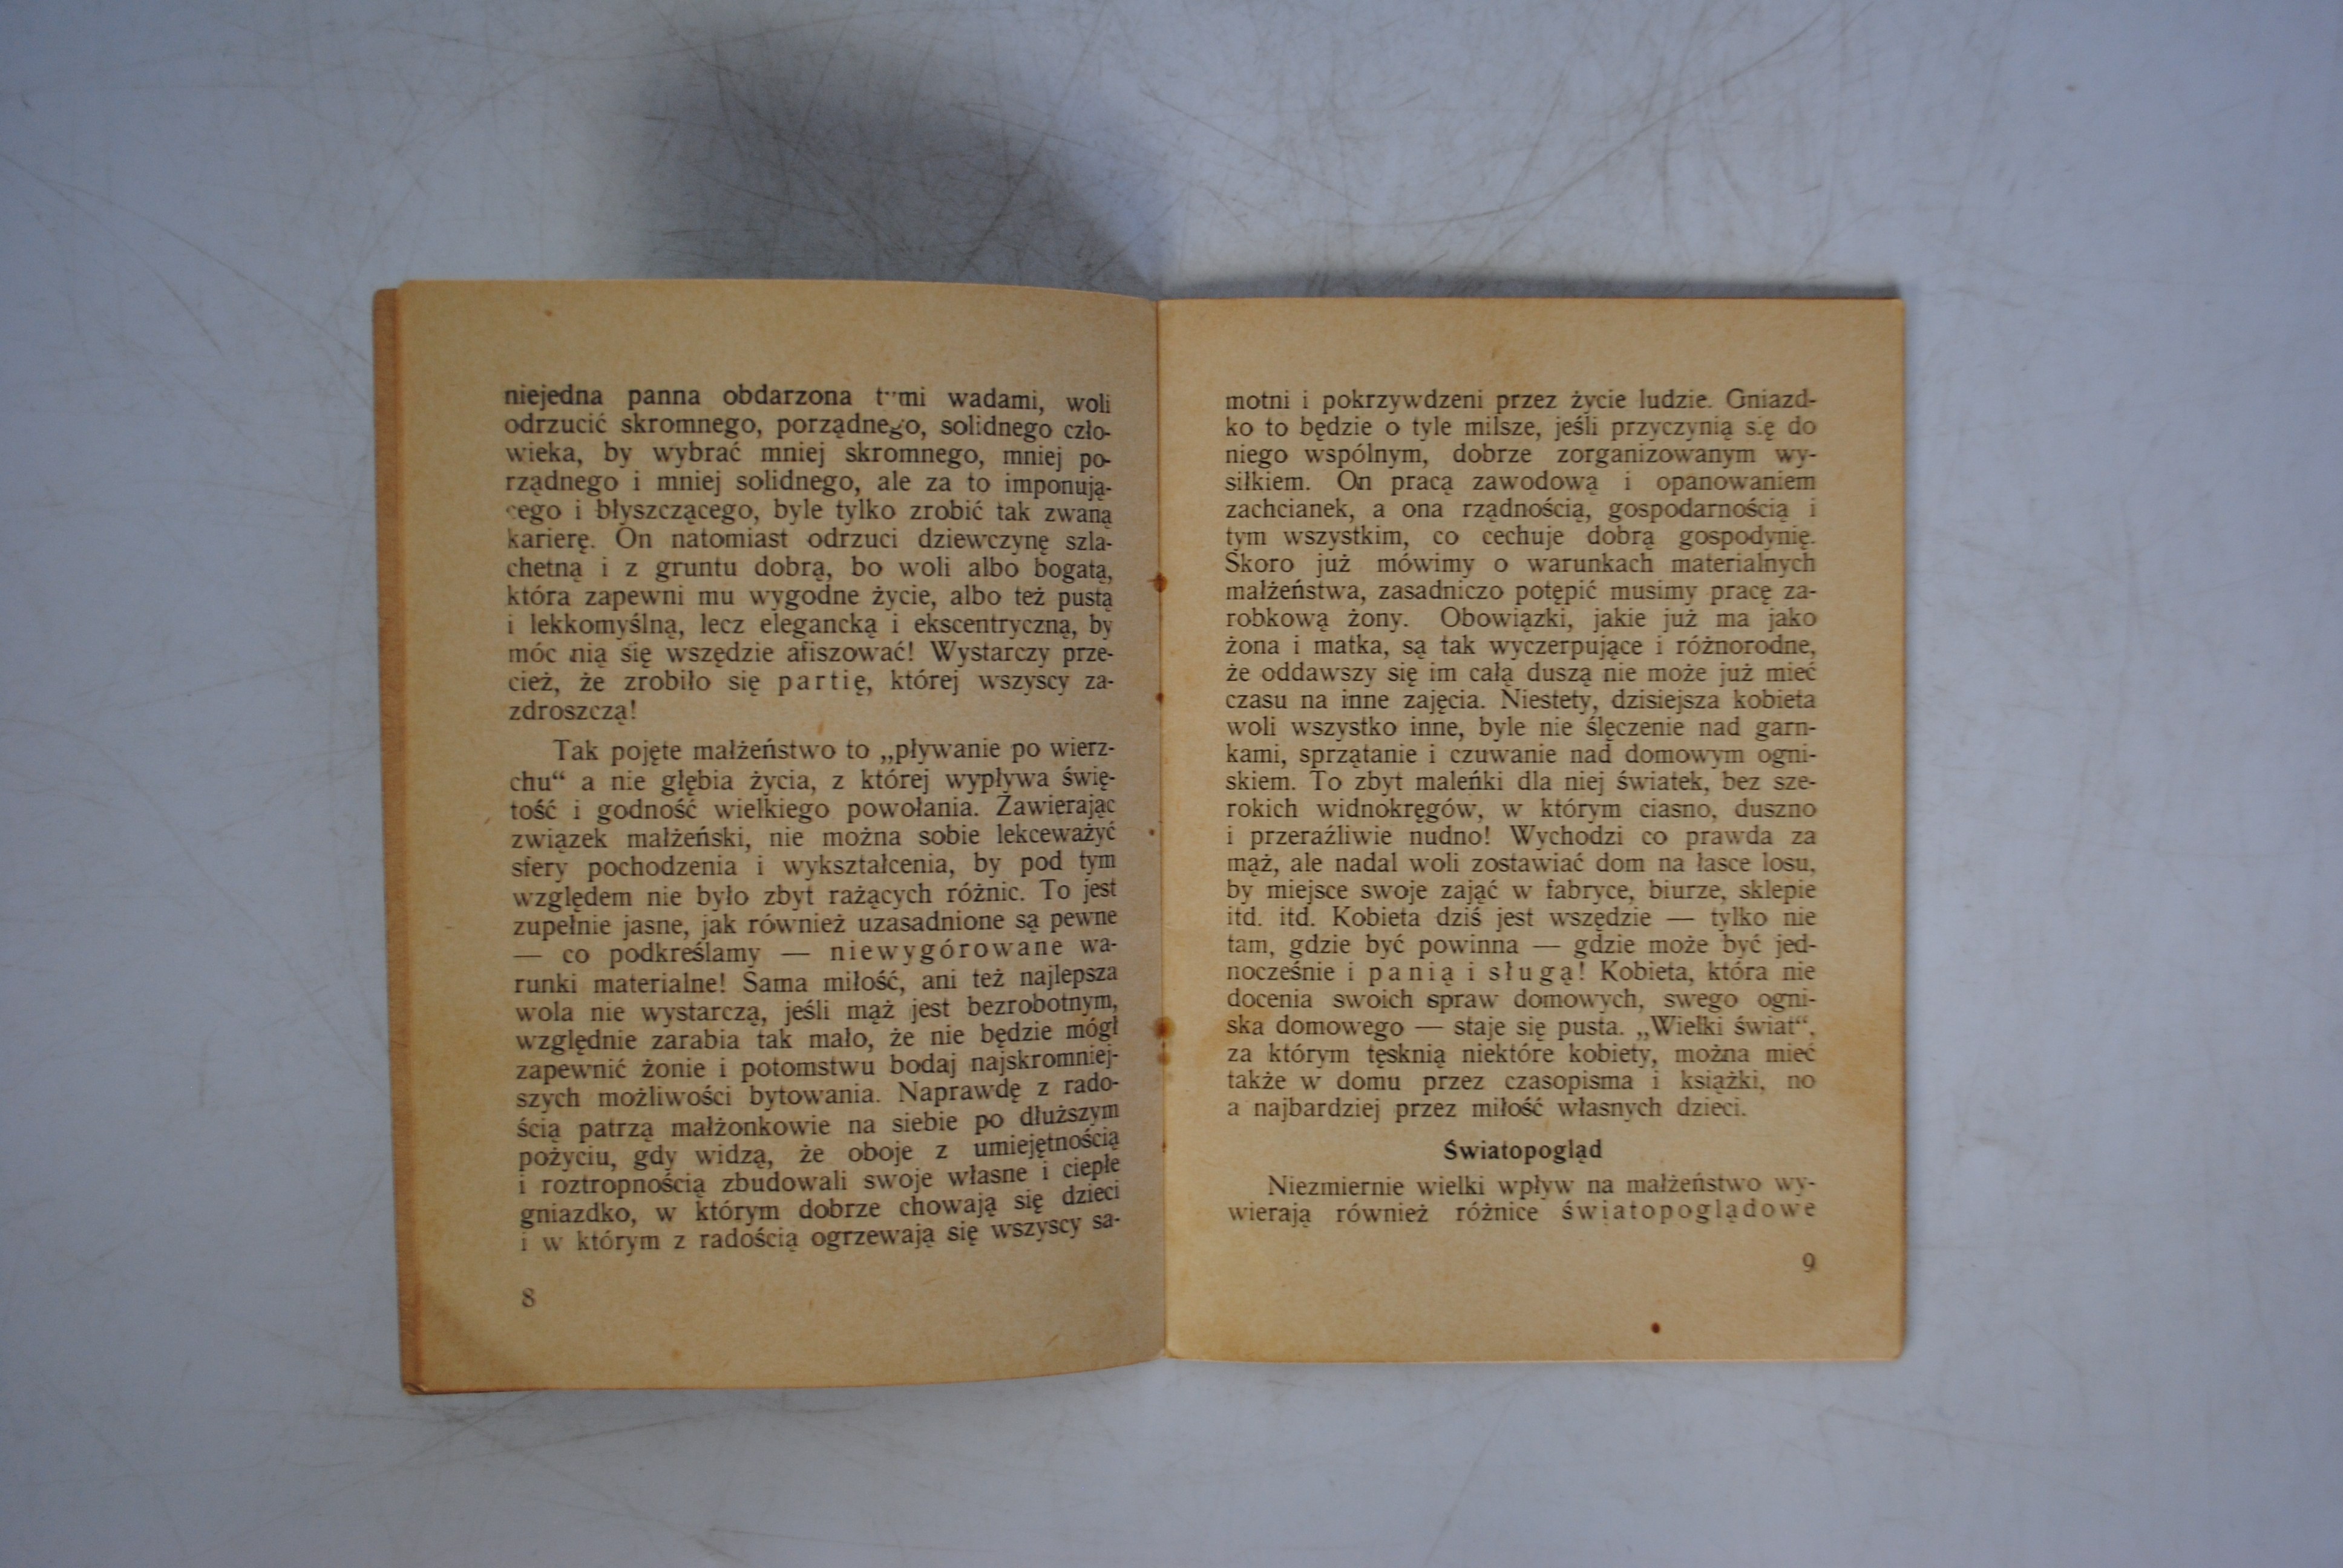 niejedna panna obdarzona tymi wadami, woli
odrzucić skromnego, porządnego, solidnego czło-
wieka, by wybrać mniej skromnego, mniej po-
rządnego i mniej solidnego, ale za to imponują-
cego i błyszczącego, byle tylko zrobić tak zwaną
karierę. On natomiast odrzuci dziewczynę szla-
chetną i z gruntu dobrą, bo woli albo bogatą,
która zapewni mu wygodne życie, albo też pustą
i lekkomyślną, lecz elegancką i ekscentryczną, by
móc nią się wszędzie afiszować! Wystarczy prze-
cież, że zrobiło się partię, której wszyscy za-
zdroszczą!
Tak pojęte małżeństwo to „pływanie po wierz-
chu“ a nie głębia życia, z której wypływa świę-
tość i godność wielkiego powołania. Zawierając
związek małżeński, nie można sobie lekceważyć
sfery pochodzenia i wykształcenia, by pod tym
względem nie było zbyt rażących różnic. To jest
zupełnie jasne, jak również uzasadnione są pewne
— co podkreślamy — niewygórowane wa-
runki materialne! Sama miłość, ani też najlepsza
wola nie wystarczą, jeśli mąż jest bezrobotnym,
względnie zarabia tak mało, że nie będzie mógł
zapewnić żonie i potomstwu bodaj najskromniej-
szych możliwości bytowania. Naprawdę z rado-
ścią patrzą małżonkowie na siebie po dłuższym
pożyciu, gdy widzą, że oboje z umiejętnością
i roztropnością zbudowali swoje własne i ciepłe
gniazdko, w którym dobrze chowają się dzieci
i w którym z radością ogrzewają się wszyscy sa-
8
motni i pokrzywdzeni przez życie ludzie. Gniazd-
ko to będzie o tyle milsze, jeśli przyczynią się do
niego wspólnym, dobrze zorganizowanym wy-
siłkiem. On pracą zawodową i opanowaniem
zachcianek, a ona rządnością, gospodarnością i
tym wszystkim, co cechuje dobrą gospodynię.
Skoro już mówimy o warunkach materialnych
małżeństwa, zasadniczo potępić musimy pracę za-
robkową żony. Obowiązki, jakie już ma jako
żona i matka, są tak wyczerpujące i różnorodne,
że oddawszy się im całą duszą nie może już mieć
czasu na inne zajęcia. Niestety, dzisiejsza kobieta
woli wszystko inne, byle nie ślęczenie nad garn-
kami, sprzątanie i czuwanie nad domowym ogni-
skiem. To zbyt maleńki dla niej światek, bez sze-
rokich widnokręgów, w którym ciasno, duszno
i przeraźliwie nudno! Wychodzi co prawda za
mąż, ale nadal woli zostawiać dom na łasce losu,
by miejsce swoje zająć w fabryce, biurze, sklepie
itd. itd. Kobieta dziś jest wszędzie — tylko nie
tam, gdzie być powinna — gdzie może być jed-
nocześnie i panią i sługą! Kobieta, która nie
docenia swoich spraw domowych, swego ogni-
ska domowego — staje się pusta. „Wielki świat“,
za którym tęsknią niektóre kobiety, można mieć
także w domu przez czasopisma i książki, no
a najbardziej przez miłość własnych dzieci.
Światopogląd
Niezmiernie wielki wpływ na małżeństwo wy-
wierają również różnice światopoglądowe
9